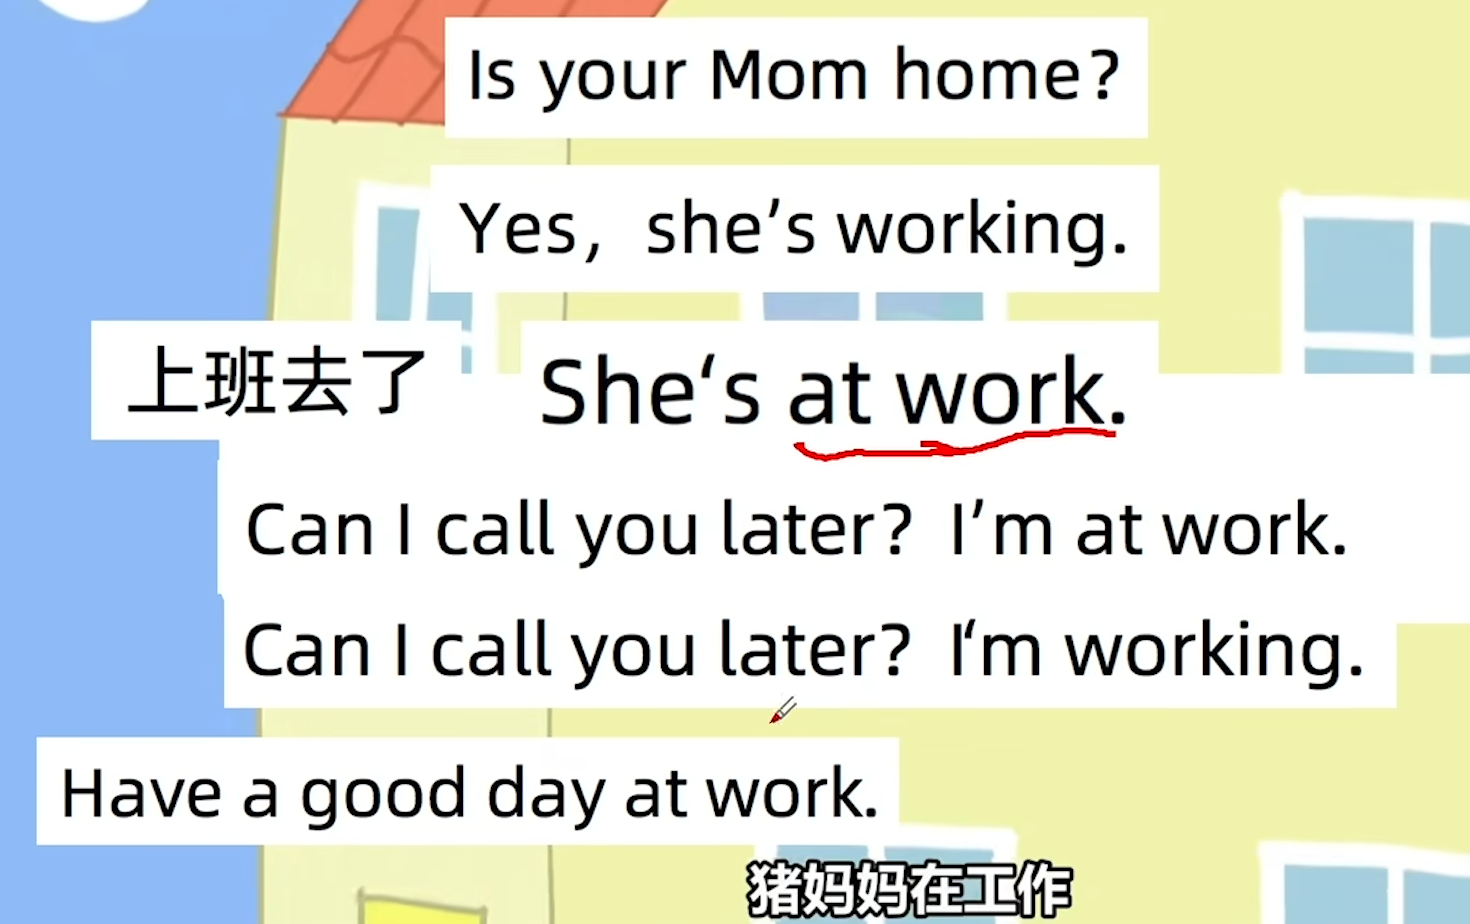 Is your Mom home?
Yes, she’s working.
上班去了 She‘s at work.
Can I call you later? I’m at work.
Can I call you later? I‘m working.
Have a good day at work.
猪妈妈在工作